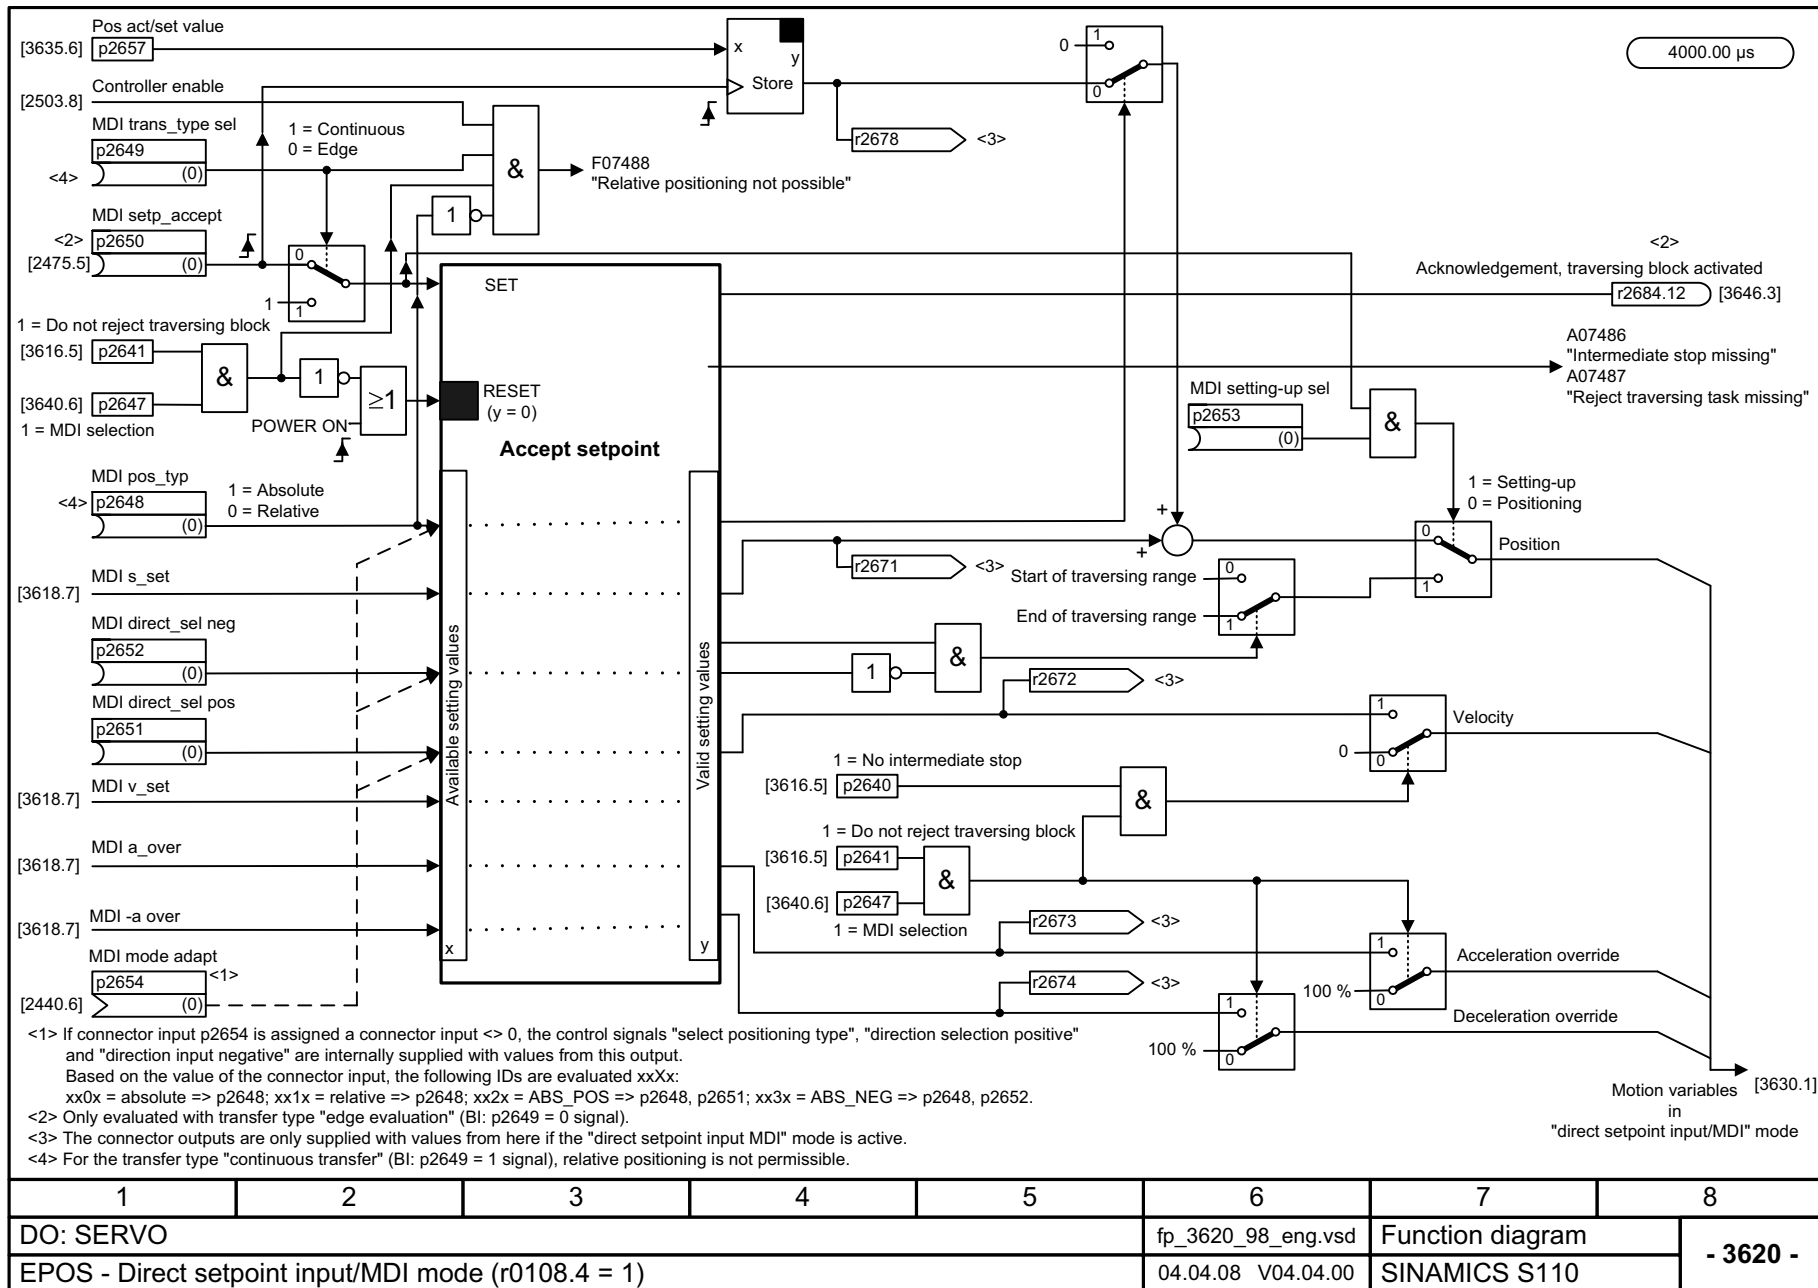 Pos act/set value
[3635.6] p2657
x
y
Store
0
1
0
4000.00 µs
Controller enable
[2503.8]
MDI trans_type sel
p2649
<4>
(0)
1 = Continuous
0 = Edge
&
F07488
"Relative positioning not possible"
r2678
<3>
1
MDI setp_accept
<2> p2650
[2475.5]
(0)
0
1
1
SET
<2>
Acknowledgement, traversing block activated
r2684.12
[3646.3]
1 = Do not reject traversing block
[3616.5] p2641
&
1
≥1
[3640.6] p2647
1 = MDI selection
POWER ON
RESET
(y = 0)
Accept setpoint
A07486
"Intermediate stop missing"
A07487
"Reject traversing task missing"
MDI setting-up sel
p2653
(0)
&
MDI pos_typ
<4> p2648
(0)
1 = Absolute
0 = Relative
1 = Setting-up
0 = Positioning
+
+
0
1
Position
r2671
<3>
MDI s_set
[3618.7]
Start of traversing range
End of traversing range
0
1
MDI direct_sel neg
p2652
(0)
1
&
MDI direct_sel pos
p2651
(0)
Available setting values
Valid setting values
r2672
<3>
1
0
0
Velocity
MDI v_set
[3618.7]
1 = No intermediate stop
[3616.5] p2640
&
MDI a_over
[3618.7]
1 = Do not reject traversing block
[3616.5] p2641
&
[3640.6] p2647
1 = MDI selection
MDI -a over
[3618.7]
x
y
r2673
<3>
1
100 %
0
Acceleration override
MDI mode adapt
p2654
<1>
[2440.6]
(0)
r2674
<3>
1
100 %
0
Deceleration override
<1> If connector input p2654 is assigned a connector input <> 0, the control signals "select positioning type", "direction selection positive"
and "direction input negative" are internally supplied with values from this output.
Based on the value of the connector input, the following IDs are evaluated xxXx:
xx0x = absolute => p2648; xx1x = relative => p2648; xx2x = ABS_POS => p2648, p2651; xx3x = ABS_NEG => p2648, p2652.
<2> Only evaluated with transfer type "edge evaluation" (BI: p2649 = 0 signal).
<3> The connector outputs are only supplied with values from here if the "direct setpoint input MDI" mode is active.
<4> For the transfer type "continuous transfer" (BI: p2649 = 1 signal), relative positioning is not permissible.
Motion variables [3630.1]
in
"direct setpoint input/MDI" mode
1 2 3 4 5 6 7 8
DO: SERVO
fp_3620_98_eng.vsd
Function diagram
- 3620 -
EPOS - Direct setpoint input/MDI mode (r0108.4 = 1)
04.04.08 V04.04.00
SINAMICS S110